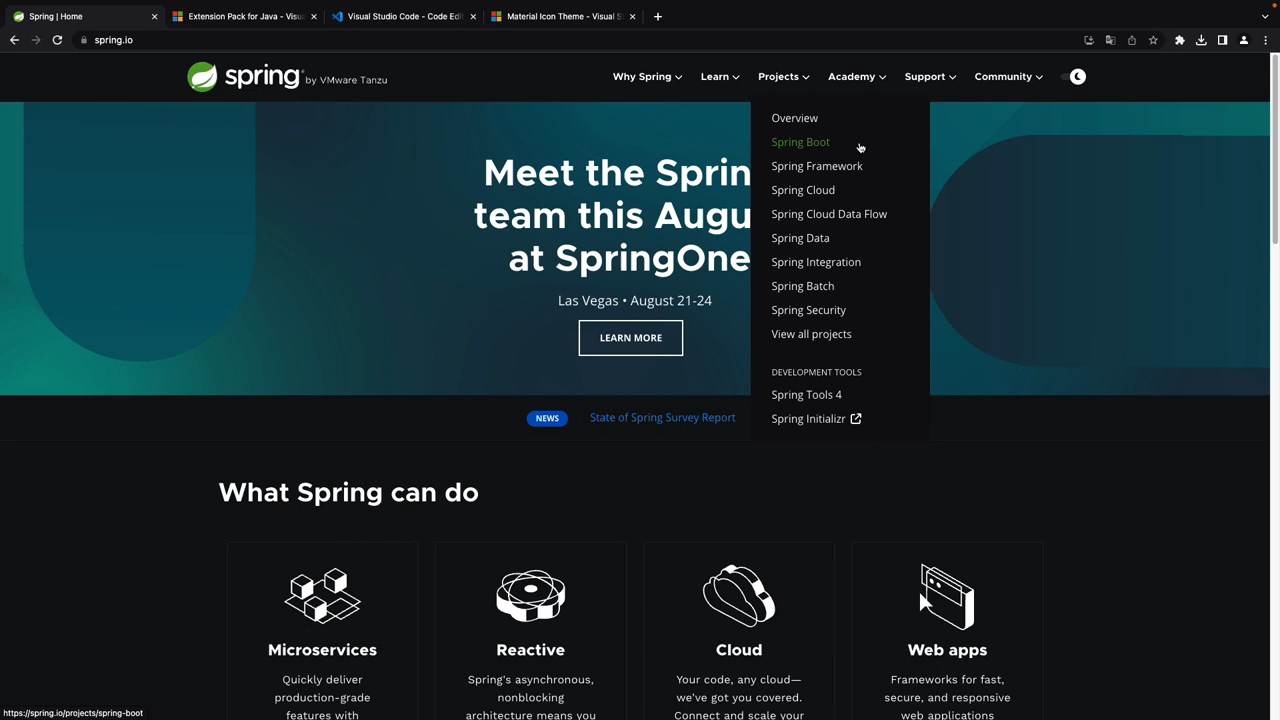 Spring | Home
Extension Pack for Java - Visua
Visual Studio Code - Code Edit
Material Icon Theme - Visual S
spring.io
spring by VMware Tanzu
Why Spring
Learn
Projects
Academy
Support
Community
Overview
Spring Boot
Spring Framework
Spring Cloud
Spring Cloud Data Flow
Spring Data
Spring Integration
Spring Batch
Spring Security
View all projects
DEVELOPMENT TOOLS
Spring Tools 4
Spring Initializr
Meet the Sprin
team this Augu
at SpringOne
Las Vegas • August 21-24
LEARN MORE
NEWS
State of Spring Survey Report
What Spring can do
Microservices
Quickly deliver
production-grade
features with
Reactive
Spring's asynchronous,
nonblocking
architecture means you
Cloud
Your code, any cloud—
we've got you covered.
Connect and scale your
Web apps
Frameworks for fast,
secure, and responsive
web applications
https://spring.io/projects/spring-boot